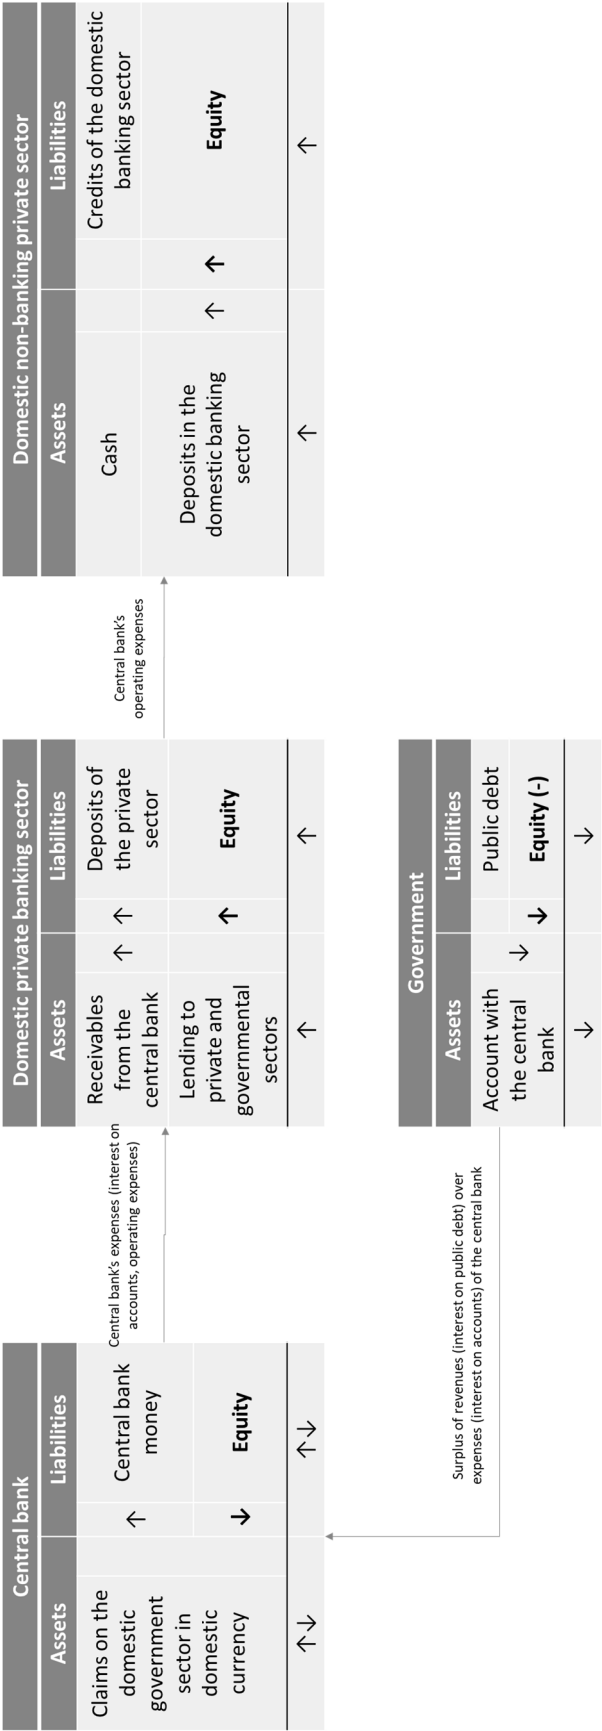 Central bank
Assets
Liabilities
Claims on the
domestic
government
sector in
domestic
currency
↑
Central bank
money
↓
Equity
↑↓
↑↓
Central bank's expenses (interest on
accounts, operating expenses)
Domestic private banking sector
Assets
Liabilities
Receivables
from the
central bank
↑
↑
Deposits of
the private
sector
Lending to
private and
governmental
sectors
↑
Equity
↑
↑
Central bank's
operating expenses
Domestic non-banking private sector
Assets
Liabilities
Cash
Credits of the domestic
banking sector
Deposits in the
domestic banking
sector
↑
↑
Equity
↑
↑
Surplus of revenues (interest on public debt) over
expenses (interest on accounts) of the central bank
Government
Assets
Liabilities
Account with
the central
bank
↓
Public debt
↓
Equity (-)
↓
↓